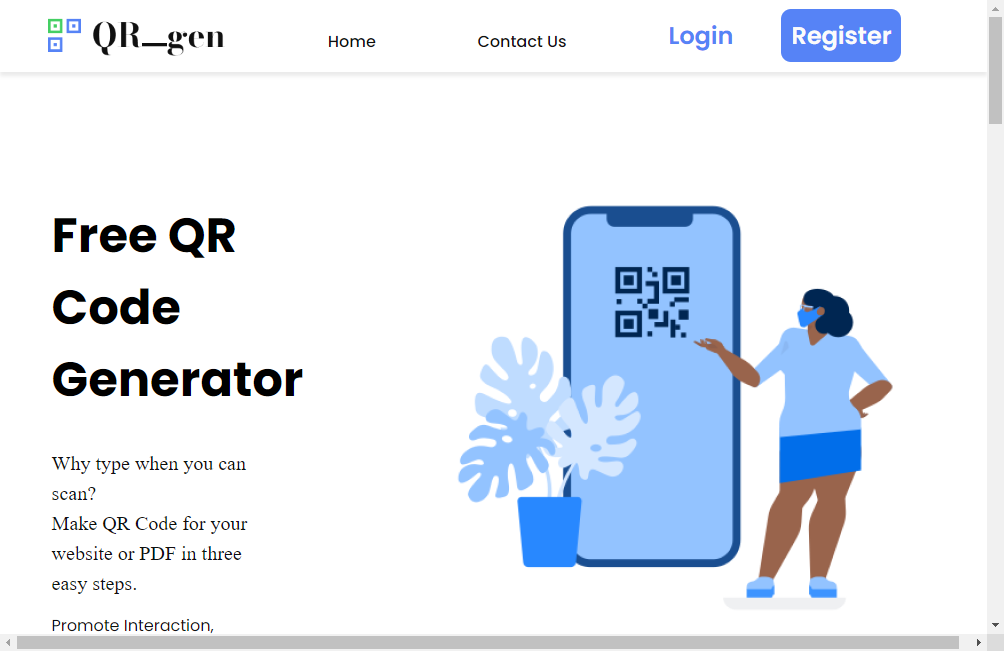 QR_gen
Home
Contact Us
Login
Register
Free QR
Code
Generator
Why type when you can
scan?
Make QR Code for your
website or PDF in three
easy steps.
Promote Interaction,